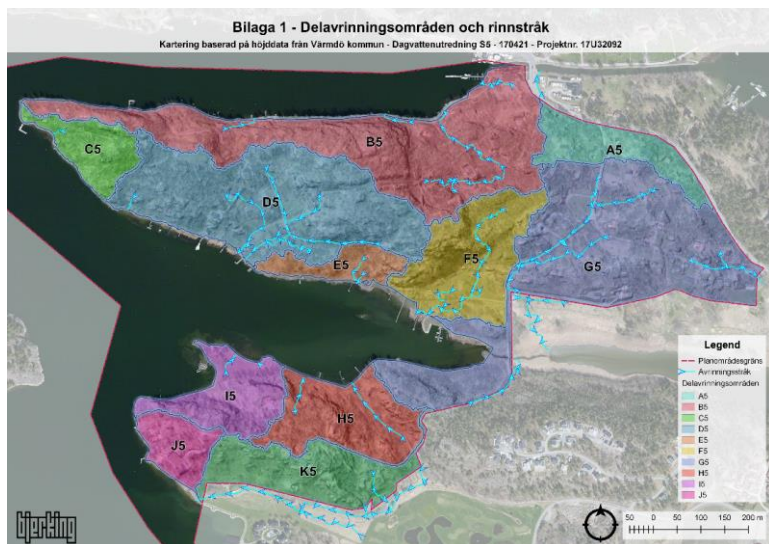 Bilaga 1 - Delavrinningsområden och rinnstråk
Kartering baserad på höjddata från Värmdö kommun - Dagvattenutredning S5 - 170421 - Projektnr. 17U32092
B5
A5
C5
D5
E5
F5
G5
I5
H5
J5
K5
Legend
Planområdesgräns
Avrinningsstråk
Delavrinningsområden
A5
B5
C5
D5
E5
F5
G5
H5
I5
J5
bjerking
50 0 50 100 150 200 m